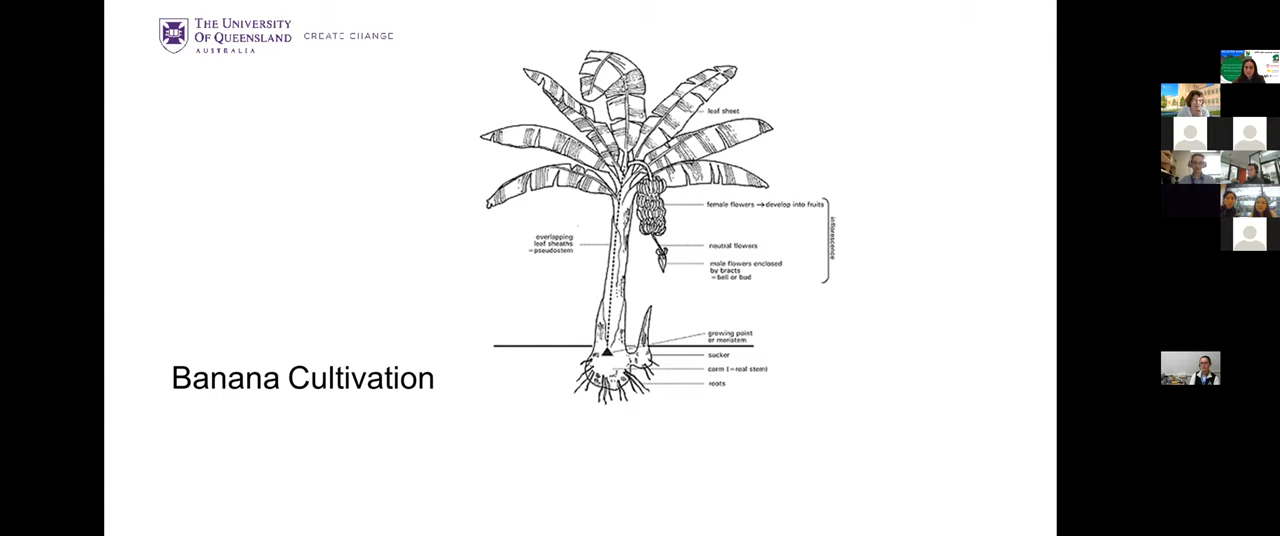 THE UNIVERSITY
OF QUEENSLAND
AUSTRALIA
CREATE CHANGE
leaf sheet
female flowers → develop into fruits
inflorescence
overlapping
leaf sheaths
=pseudostem
neutral flowers
male flowers enclosed
by bracts
=bell or bud
growing point
or meristem
sucker
corm (=real stem)
roots
Banana Cultivation